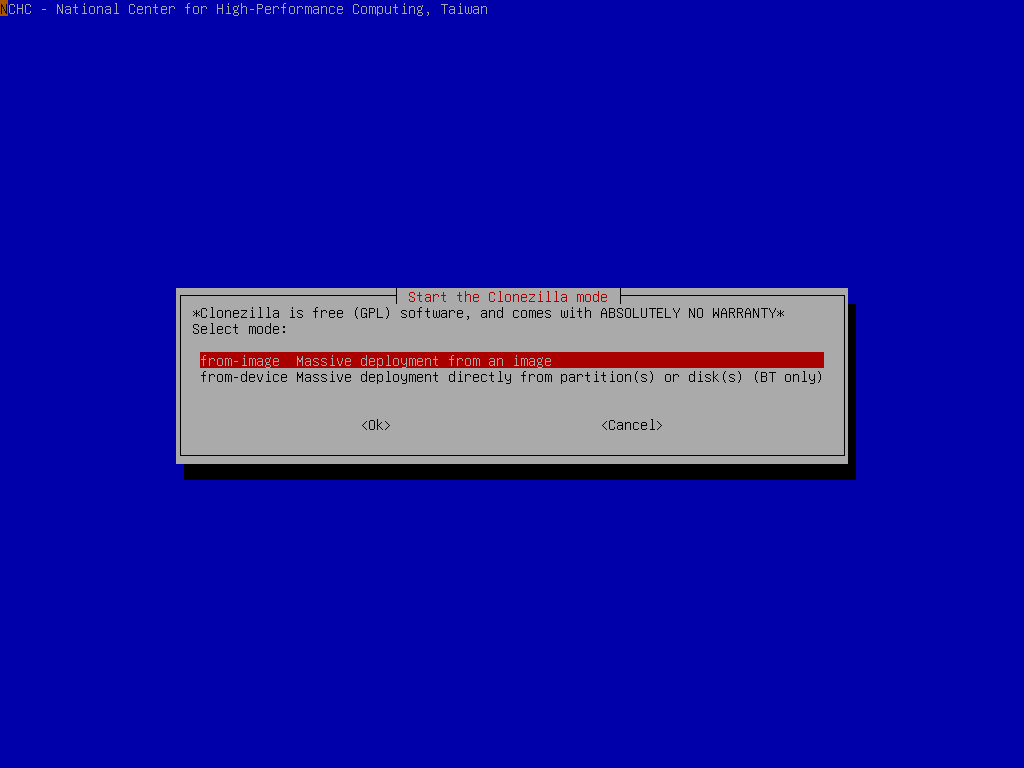 NCHC - National Center for High-Performance Computing, Taiwan
Start the Clonezilla mode
*Clonezilla is free (GPL) software, and comes with ABSOLUTELY NO WARRANTY*
Select mode:
from-image  Massive deployment from an image
from-device Massive deployment directly from partition(s) or disk(s) (BT only)
<Ok> <Cancel>